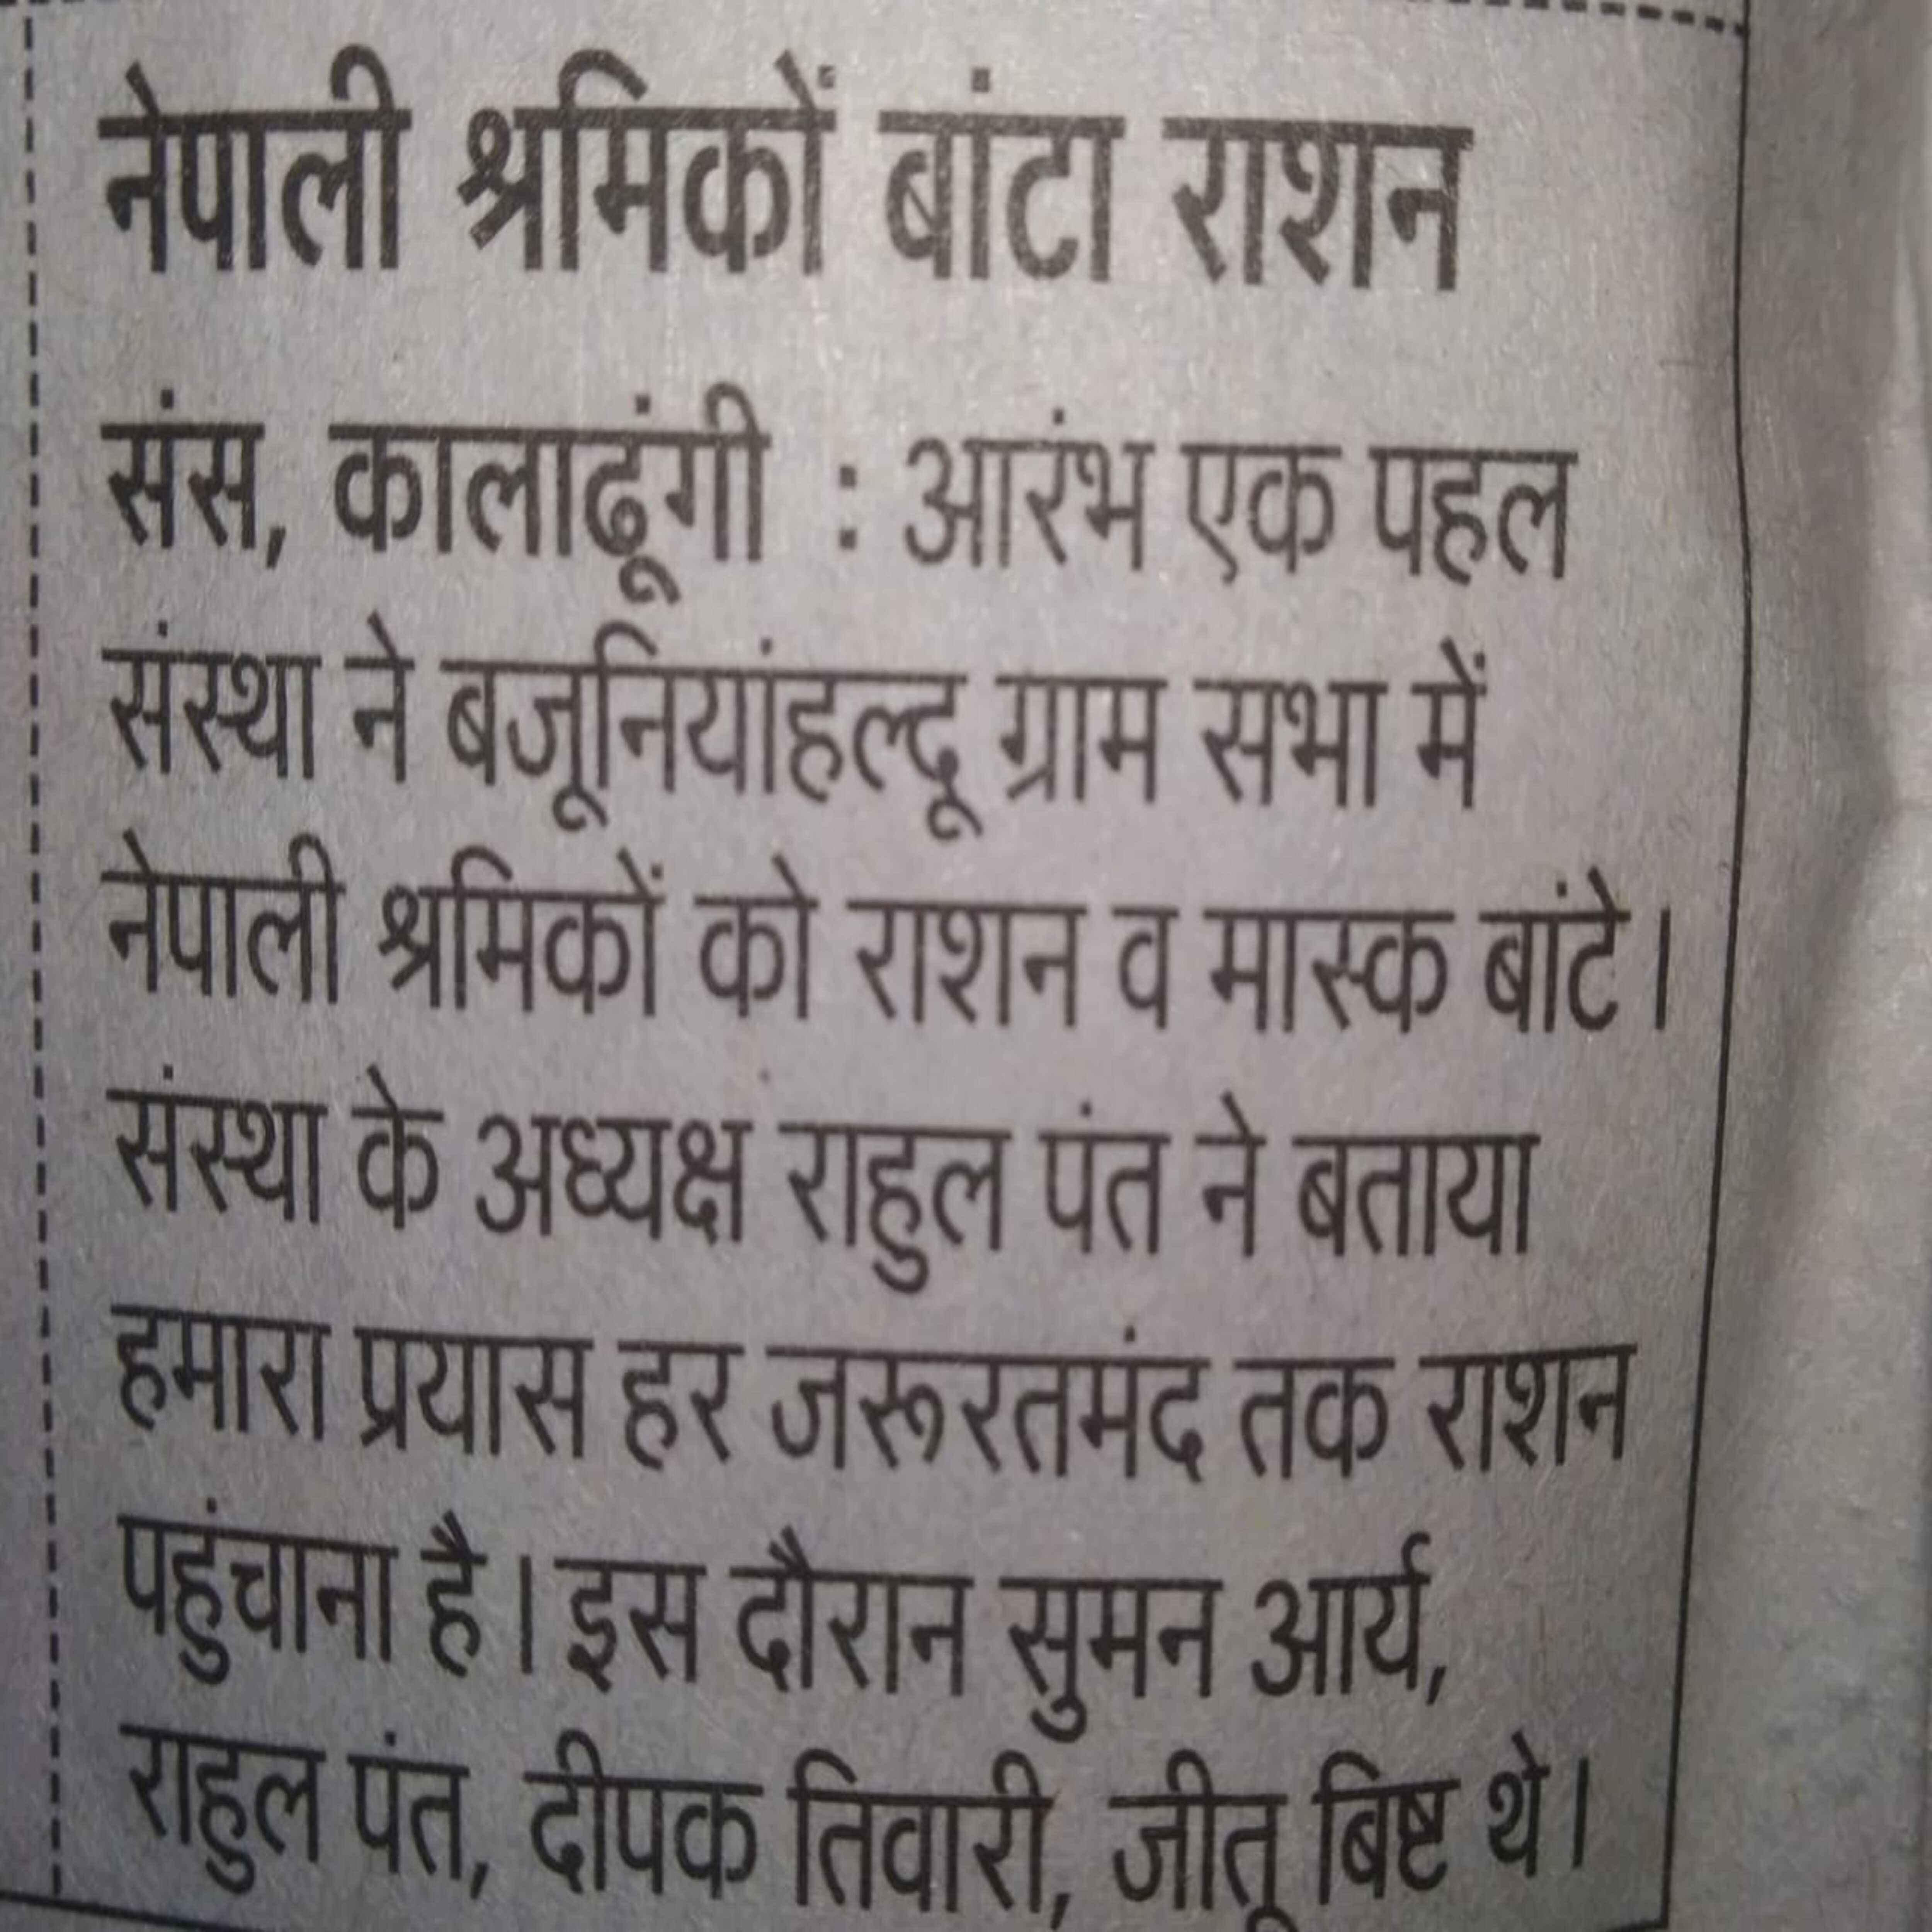 नेपाली श्रमिकों बांटा राशन
संस, कालाढूंगी : आरंभ एक पहल
संस्था ने बजूनियांहल्दू ग्राम सभा में
नेपाली श्रमिकों को राशन व मास्क बांटे।
संस्था के अध्यक्ष राहुल पंत ने बताया
हमारा प्रयास हर जरूरतमंद तक राशन
पहुंचाना है। इस दौरान सुमन आर्य,
राहुल पंत, दीपक तिवारी, जीतू बिष्ट थे।